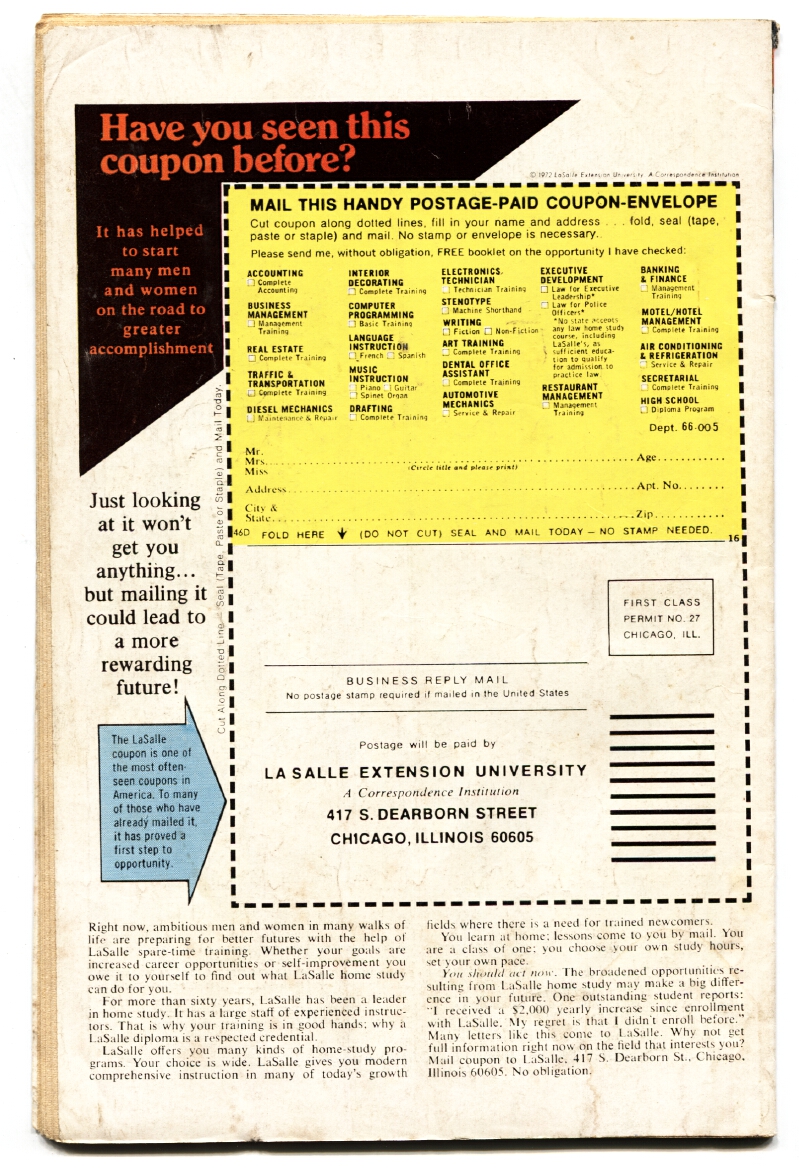 Have you seen this
coupon before?
© 1972 LaSalle Extension University A Correspondence Institution
It has helped
to start
many men
and women
on the road to
greater
accomplishment
MAIL THIS HANDY POSTAGE-PAID COUPON-ENVELOPE
Cut coupon along dotted lines, fill in your name and address . . . fold, seal (tape,
paste or staple) and mail. No stamp or envelope is necessary.
Please send me, without obligation, FREE booklet on the opportunity I have checked:
ACCOUNTING
☐ Complete
Accounting
BUSINESS
MANAGEMENT
☐ Management
Training
REAL ESTATE
☐ Complete Training
TRAFFIC &
TRANSPORTATION
☐ Complete Training
DIESEL MECHANICS
☐ Maintenance & Repair
INTERIOR
DECORATING
☐ Complete Training
COMPUTER
PROGRAMMING
☐ Basic Training
LANGUAGE
INSTRUCTION
☐ French ☐ Spanish
MUSIC
INSTRUCTION
☐ Piano ☐ Guitar
☐ Spinet Organ
DRAFTING
☐ Complete Training
ELECTRONICS
TECHNICIAN
☐ Technician Training
STENOTYPE
☐ Machine Shorthand
WRITING
☐ Fiction ☐ Non-Fiction
ART TRAINING
☐ Complete Training
DENTAL OFFICE
ASSISTANT
☐ Complete Training
AUTOMOTIVE
MECHANICS
☐ Service & Repair
EXECUTIVE
DEVELOPMENT
☐ Law for Executive
Leadership*
☐ Law for Police
Officers*
*No state accepts
any law home study
course, including
LaSalle's, as
sufficient educa-
tion to qualify
for admission to
practice law.
RESTAURANT
MANAGEMENT
☐ Management
Training
BANKING
& FINANCE
☐ Management
Training
MOTEL/HOTEL
MANAGEMENT
☐ Complete Training
AIR CONDITIONING
& REFRIGERATION
☐ Service & Repair
SECRETARIAL
☐ Complete Training
HIGH SCHOOL
☐ Diploma Program
Dept. 66-005
Mr.
Mrs. Age
Miss (Circle title and please print)
Address Apt. No.
City &
State Zip
46D FOLD HERE ↓ (DO NOT CUT) SEAL AND MAIL TODAY — NO STAMP NEEDED. 16
Cut Along Dotted Line — Seal (Tape, Paste or Staple) and Mail Today.
Just looking
at it won't
get you
anything...
but mailing it
could lead to
a more
rewarding
future!
The LaSalle
coupon is one of
the most often-
seen coupons in
America. To many
of those who have
already mailed it,
it has proved a
first step to
opportunity.
FIRST CLASS
PERMIT NO. 27
CHICAGO, ILL.
BUSINESS REPLY MAIL
No postage stamp required if mailed in the United States
Postage will be paid by
LA SALLE EXTENSION UNIVERSITY
A Correspondence Institution
417 S. DEARBORN STREET
CHICAGO, ILLINOIS 60605
Right now, ambitious men and women in many walks of
life are preparing for better futures with the help of
LaSalle spare-time training. Whether your goals are
increased career opportunities or self-improvement you
owe it to yourself to find out what LaSalle home study
can do for you.
For more than sixty years, LaSalle has been a leader
in home study. It has a large staff of experienced instruc-
tors. That is why your training is in good hands; why a
LaSalle diploma is a respected credential.
LaSalle offers you many kinds of home-study pro-
grams. Your choice is wide. LaSalle gives you modern
comprehensive instruction in many of today's growth
fields where there is a need for trained newcomers.
You learn at home; lessons come to you by mail. You
are a class of one; you choose your own study hours,
set your own pace.
You should act now. The broadened opportunities re-
sulting from LaSalle home study may make a big differ-
ence in your future. One outstanding student reports:
"I received a $2,000 yearly increase since enrollment
with LaSalle. My regret is that I didn't enroll before."
Many letters like this come to LaSalle. Why not get
full information right now on the field that interests you?
Mail coupon to LaSalle, 417 S. Dearborn St., Chicago,
Illinois 60605. No obligation.